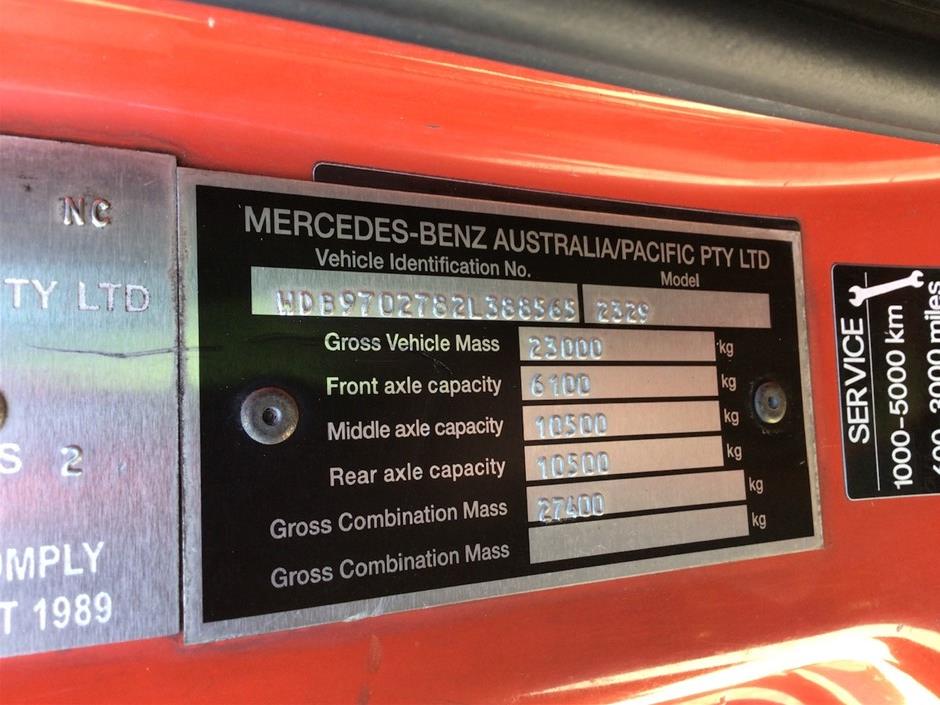 NC
TY LTD
S 2
OMPLY
T 1989
MERCEDES-BENZ AUSTRALIA/PACIFIC PTY LTD
Vehicle Identification No. Model
WDB9702782L388565 2329
Gross Vehicle Mass 23000 kg
Front axle capacity 6100 kg
Middle axle capacity 10500 kg
Rear axle capacity 10500 kg
Gross Combination Mass 27400 kg
Gross Combination Mass kg
SERVICE
1000-5000 km
600-3000 miles